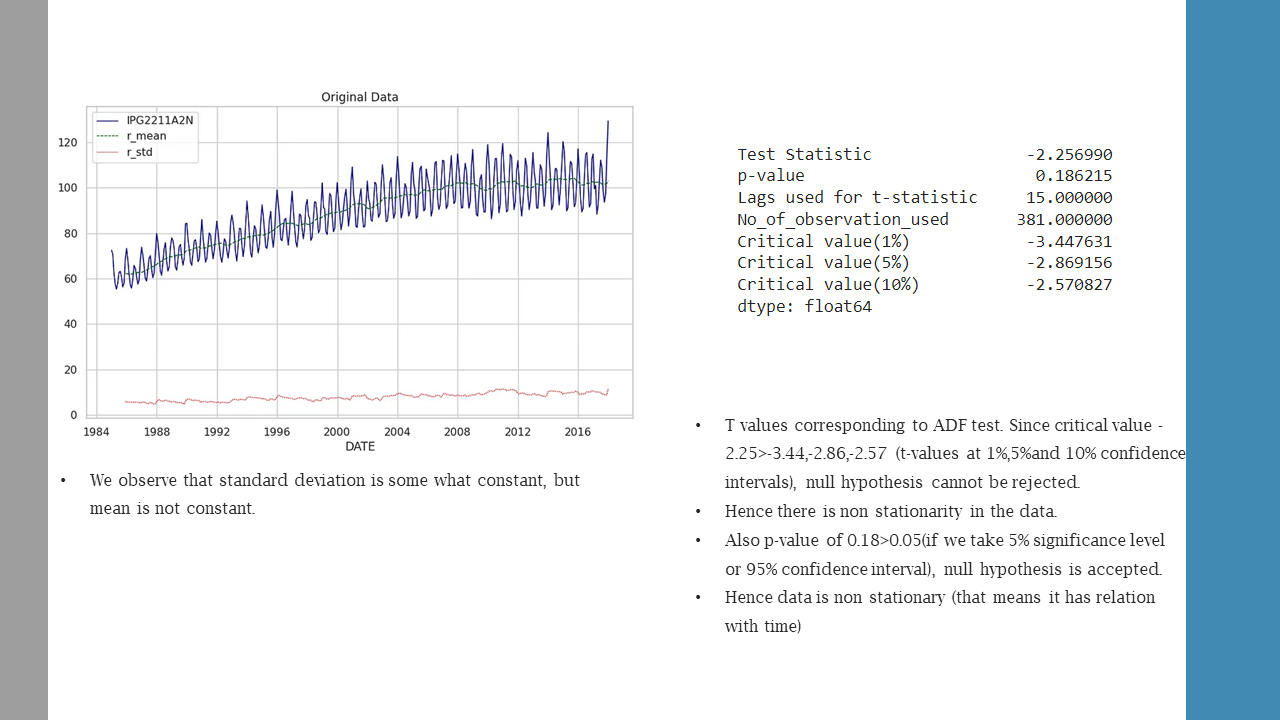 Original Data
IPG2211A2N
r_mean
r_std
120
100
80
60
40
20
0
1984 1988 1992 1996 2000 2004 2008 2012 2016
DATE
• We observe that standard deviation is some what constant, but
mean is not constant.
Test Statistic -2.256990
p-value 0.186215
Lags used for t-statistic 15.000000
No_of_observation_used 381.000000
Critical value(1%) -3.447631
Critical value(5%) -2.869156
Critical value(10%) -2.570827
dtype: float64
• T values corresponding to ADF test. Since critical value -
2.25>-3.44,-2.86,-2.57 (t-values at 1%,5%and 10% confidence
intervals), null hypothesis cannot be rejected.
• Hence there is non stationarity in the data.
• Also p-value of 0.18>0.05(if we take 5% significance level
or 95% confidence interval), null hypothesis is accepted.
• Hence data is non stationary (that means it has relation
with time)